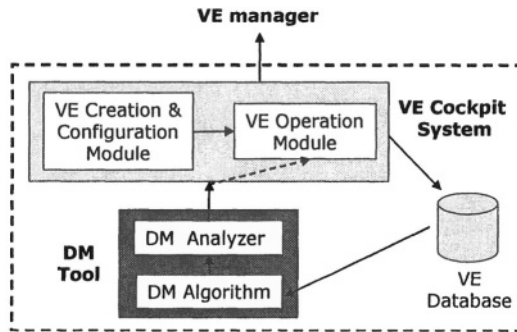 VE manager
VE Creation &
Configuration
Module
VE Operation
Module
VE Cockpit
System
DM
Tool
DM Analyzer
DM Algorithm
VE
Database